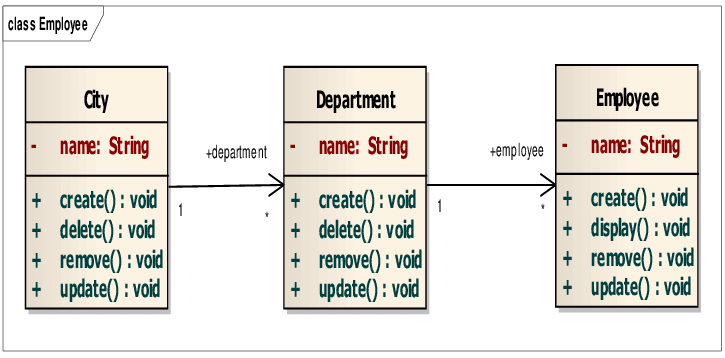 class Employee
City
- name: String
+ create() : void
+ delete() : void
+ remove() : void
+ update() : void
+department
1
*
Department
- name: String
+ create() : void
+ delete() : void
+ remove() : void
+ update() : void
+employee
1
*
Employee
- name: String
+ create() : void
+ display() : void
+ remove() : void
+ update() : void